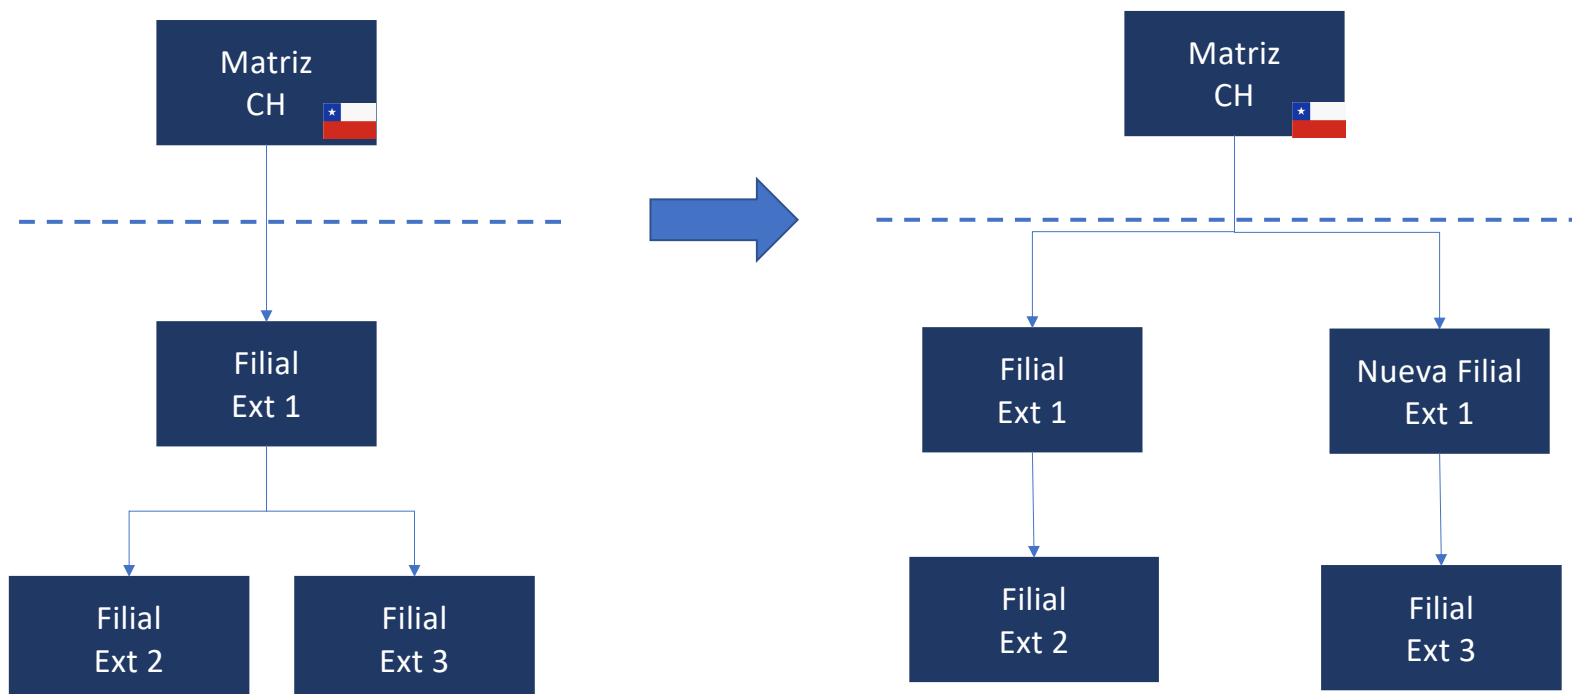 Matriz
CH
Filial
Ext 1
Filial
Ext 2
Filial
Ext 3
Matriz
CH
Filial
Ext 1
Nueva Filial
Ext 1
Filial
Ext 2
Filial
Ext 3